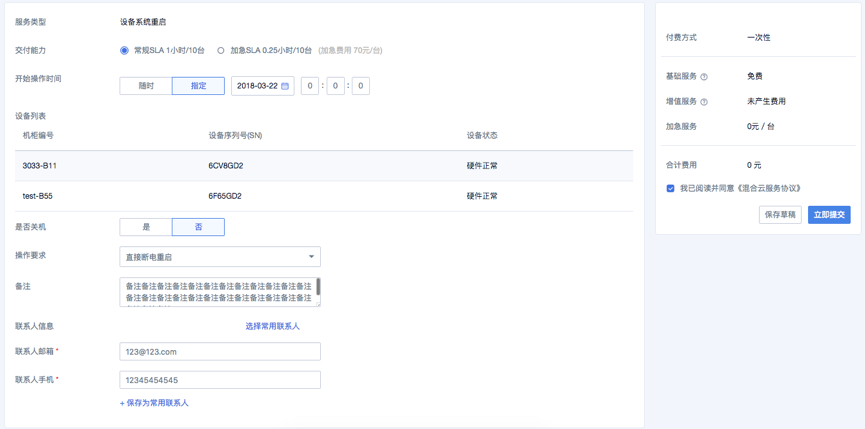 服务类型 设备系统重启
交付能力 常规SLA 1小时/10台 加急SLA 0.25小时/10台 (加急费用 70元/台)
开始操作时间 随时 指定 2018-03-22 0 : 0 : 0
设备列表
机柜编号 设备序列号(SN) 设备状态
3033-B11 6CV8GD2 硬件正常
test-B55 6F65GD2 硬件正常
是否关机 是 否
操作要求 直接断电重启
备注 备注备注备注备注备注备注备注备注备注备注备注备注
备注备注备注备注备注备注备注备注备注备注备注备注
联系人信息 选择常用联系人
联系人邮箱 * 123@123.com
联系人手机 * 12345454545
+ 保存为常用联系人
付费方式 一次性
基础服务 ? 免费
增值服务 ? 未产生费用
加急服务 0元 / 台
合计费用 0 元
我已阅读并同意《混合云服务协议》
保存草稿 立即提交